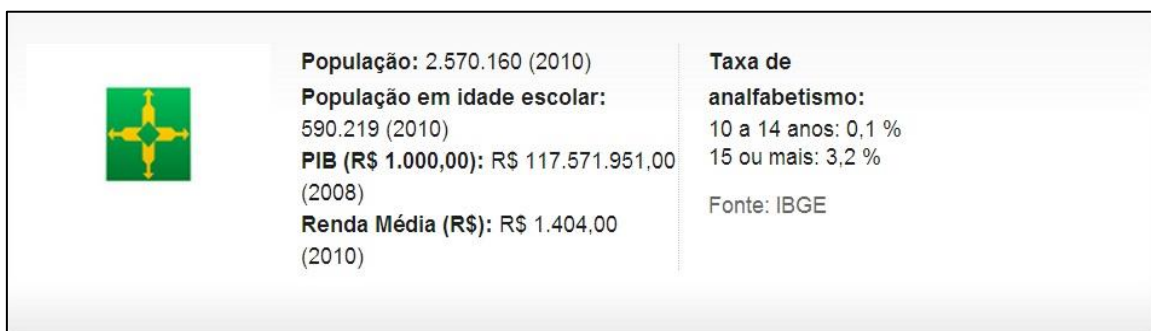 População: 2.570.160 (2010)
População em idade escolar:
590.219 (2010)
PIB (R$ 1.000,00): R$ 117.571.951,00
(2008)
Renda Média (R$): R$ 1.404,00
(2010)
Taxa de
analfabetismo:
10 a 14 anos: 0,1 %
15 ou mais: 3,2 %
Fonte: IBGE